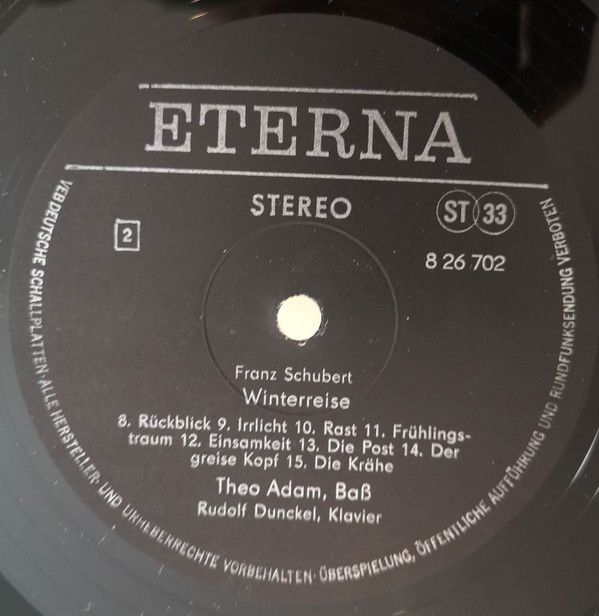 ETERNA
STEREO
ST 33
2
8 26 702
Franz Schubert
Winterreise
8. Rückblick 9. Irrlicht 10. Rast 11. Frühlings-
traum 12. Einsamkeit 13. Die Post 14. Der
greise Kopf 15. Die Krähe
Theo Adam, Baß
Rudolf Dunckel, Klavier
VEB DEUTSCHE SCHALLPLATTEN · ALLE HERSTELLER- UND URHEBERRECHTE VORBEHALTEN · ÜBERSPIELUNG, ÖFFENTLICHE AUFFÜHRUNG UND RUNDFUNKSENDUNG VERBOTEN